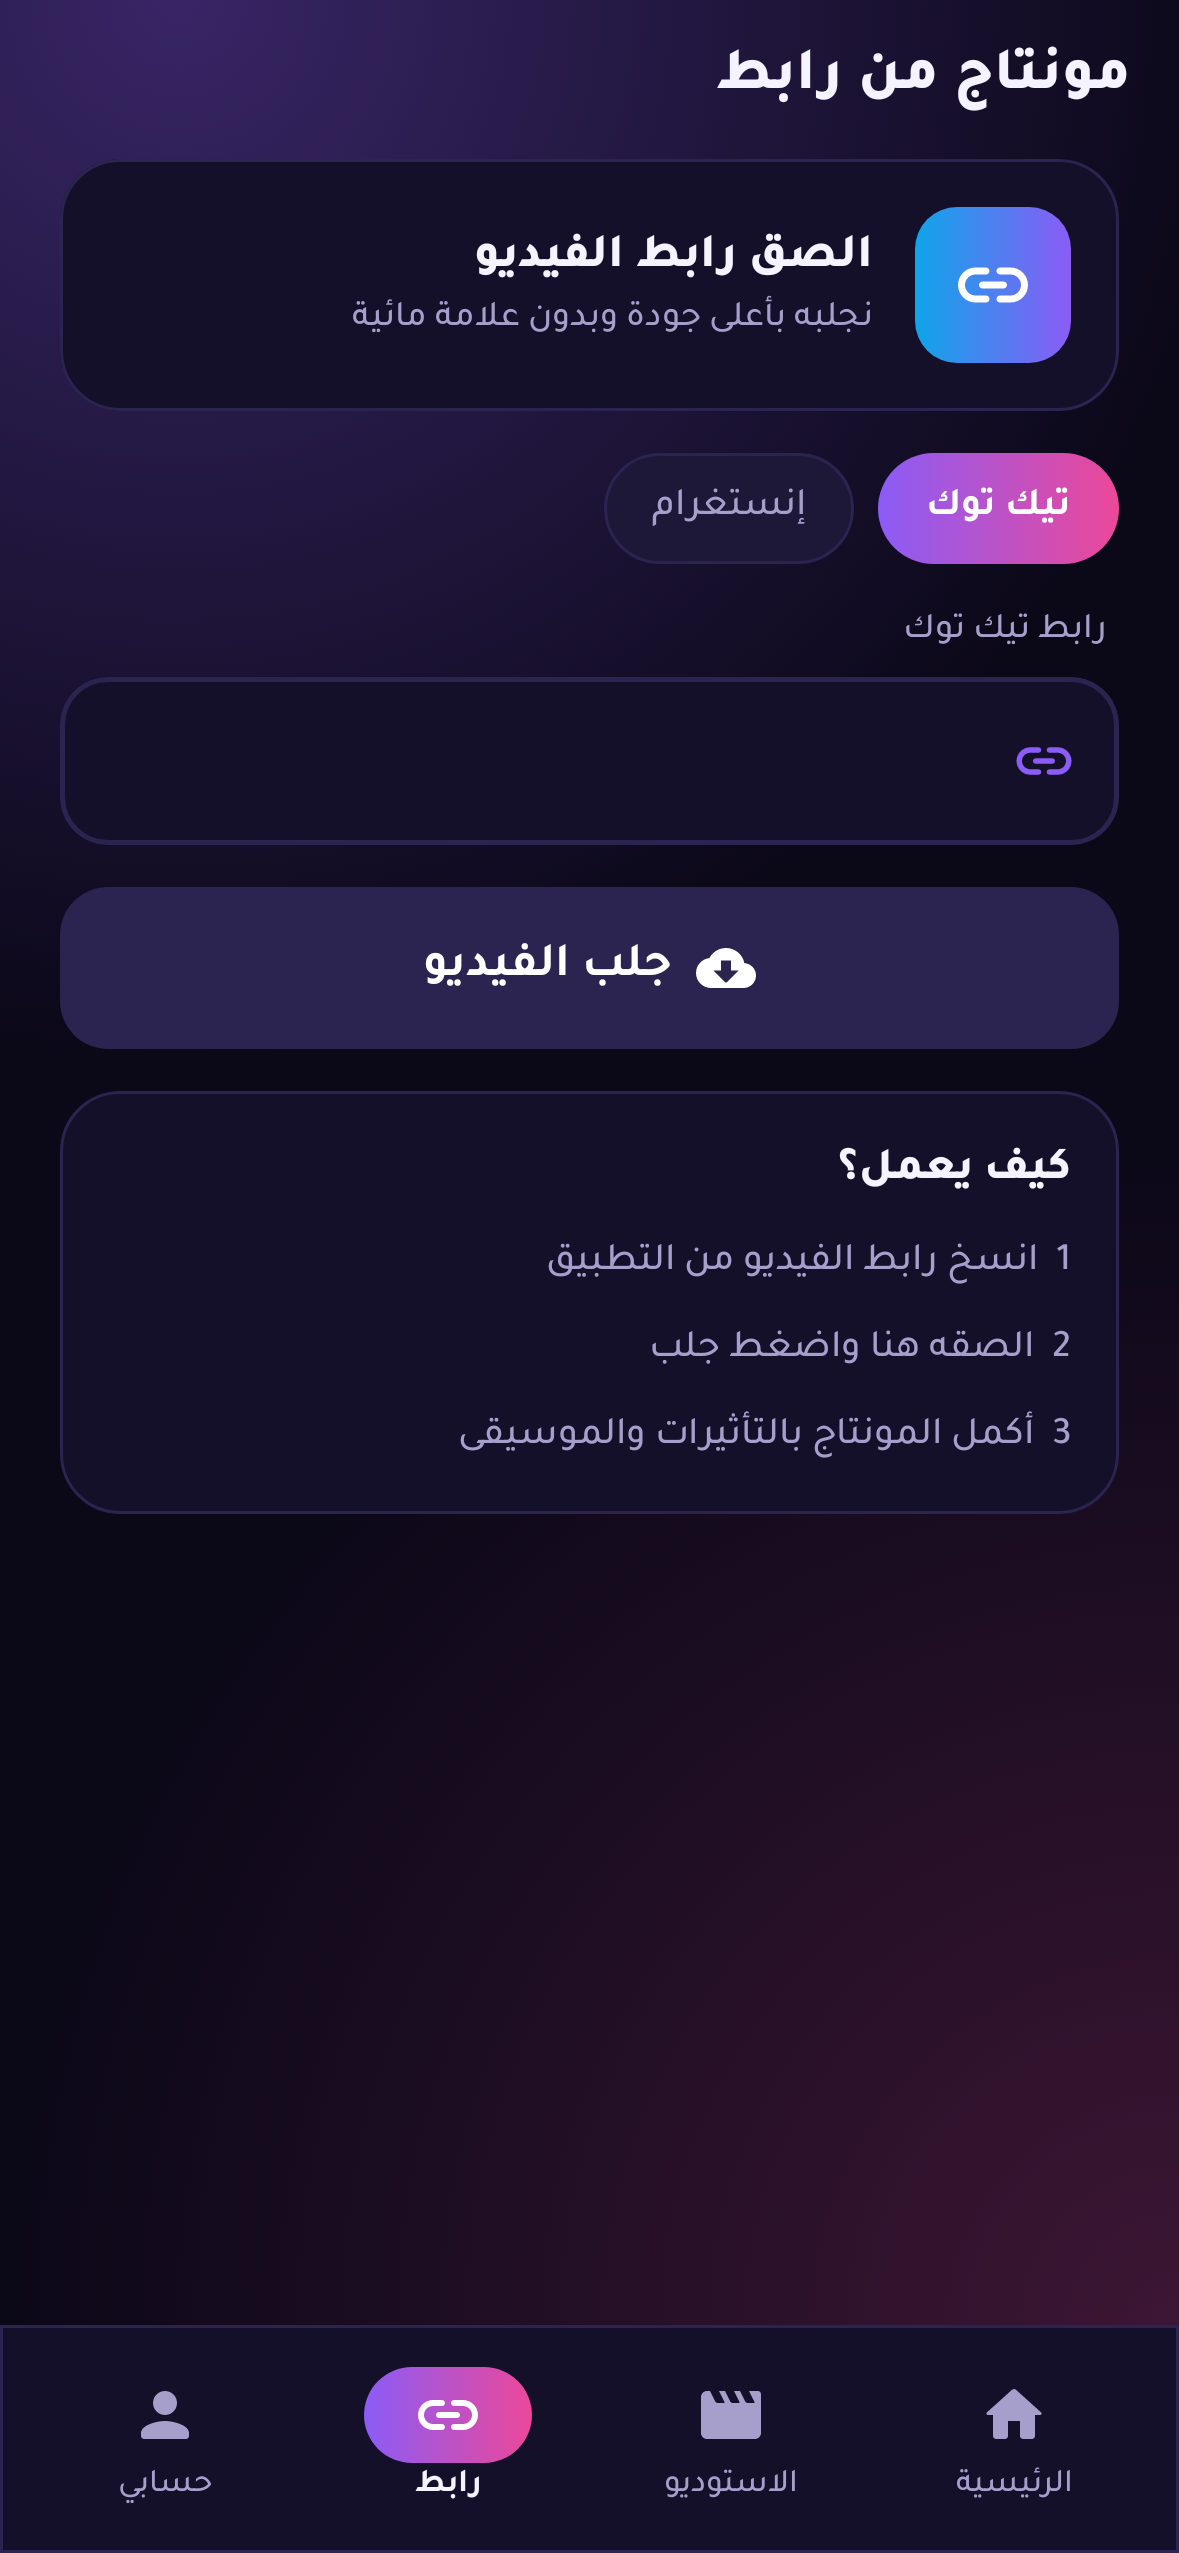 مونتاج من رابط
الصق رابط الفيديو
نجلبه بأعلى جودة وبدون علامة مائية
تيك توك
إنستغرام
رابط تيك توك
جلب الفيديو
كيف يعمل؟
1 انسخ رابط الفيديو من التطبيق
2 الصقه هنا واضغط جلب
3 أكمل المونتاج بالتأثيرات والموسيقى
الرئيسية
الاستوديو
رابط
حسابي